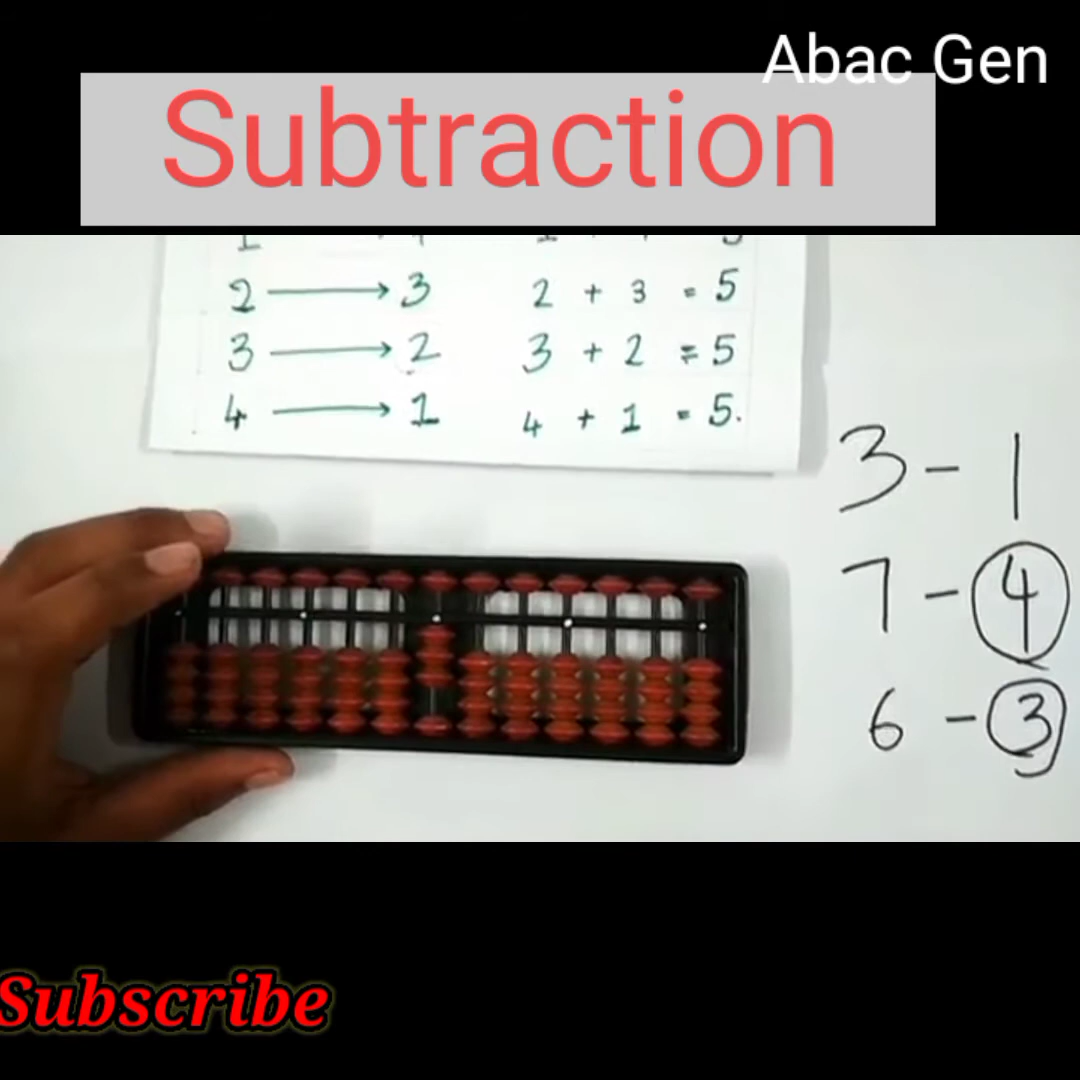 Abac Gen
Subtraction
2 → 3 2 + 3 = 5
3 → 2 3 + 2 = 5
4 → 1 4 + 1 = 5.
3 - 1
7 - 4
6 - 3
Subscribe